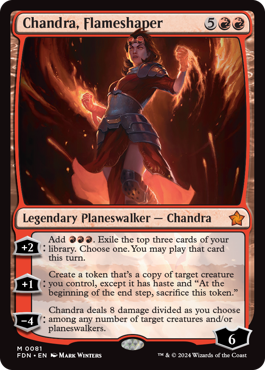 Chandra, Flameshaper 5
Legendary Planeswalker — Chandra
+2: Add. Exile the top three cards of your
library. Choose one. You may play that card
this turn.
+1: Create a token that's a copy of target creature
you control, except it has haste and "At the
beginning of the end step, sacrifice this token."
−4: Chandra deals 8 damage divided as you choose
among any number of target creatures and/or
planeswalkers.
6
M 0081
FDN • EN MARK WINTERS
™ & © 2024 Wizards of the Coast